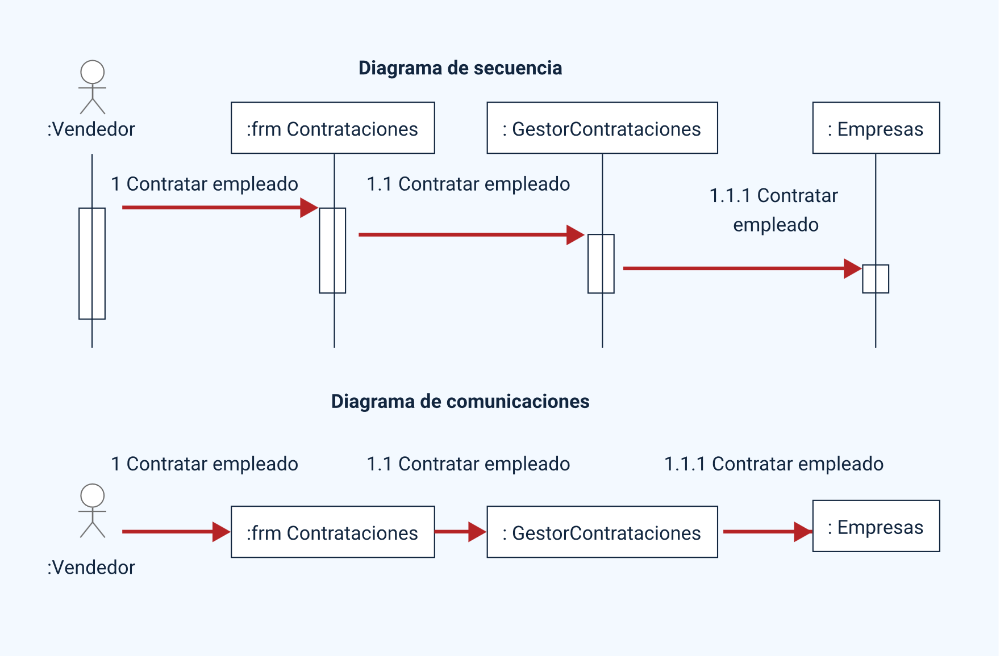 Diagrama de secuencia
:Vendedor
:frm Contrataciones
: GestorContrataciones
: Empresas
1 Contratar empleado
1.1 Contratar empleado
1.1.1 Contratar
empleado
Diagrama de comunicaciones
1 Contratar empleado
1.1 Contratar empleado
1.1.1 Contratar empleado
:frm Contrataciones
: GestorContrataciones
: Empresas
:Vendedor